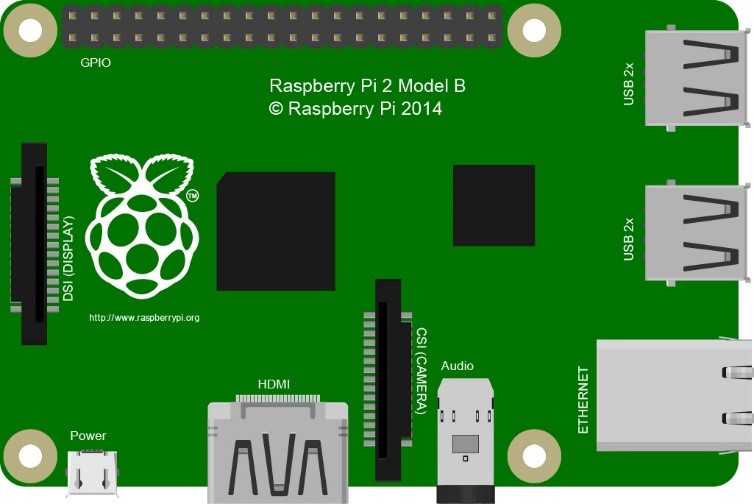 GPIO
Raspberry Pi 2 Model B
© Raspberry Pi 2014
USB 2x
DSI (DISPLAY)
TM
USB 2x
http://www.raspberrypi.org
CSI (CAMERA)
Audio
HDMI
ETHERNET
Power